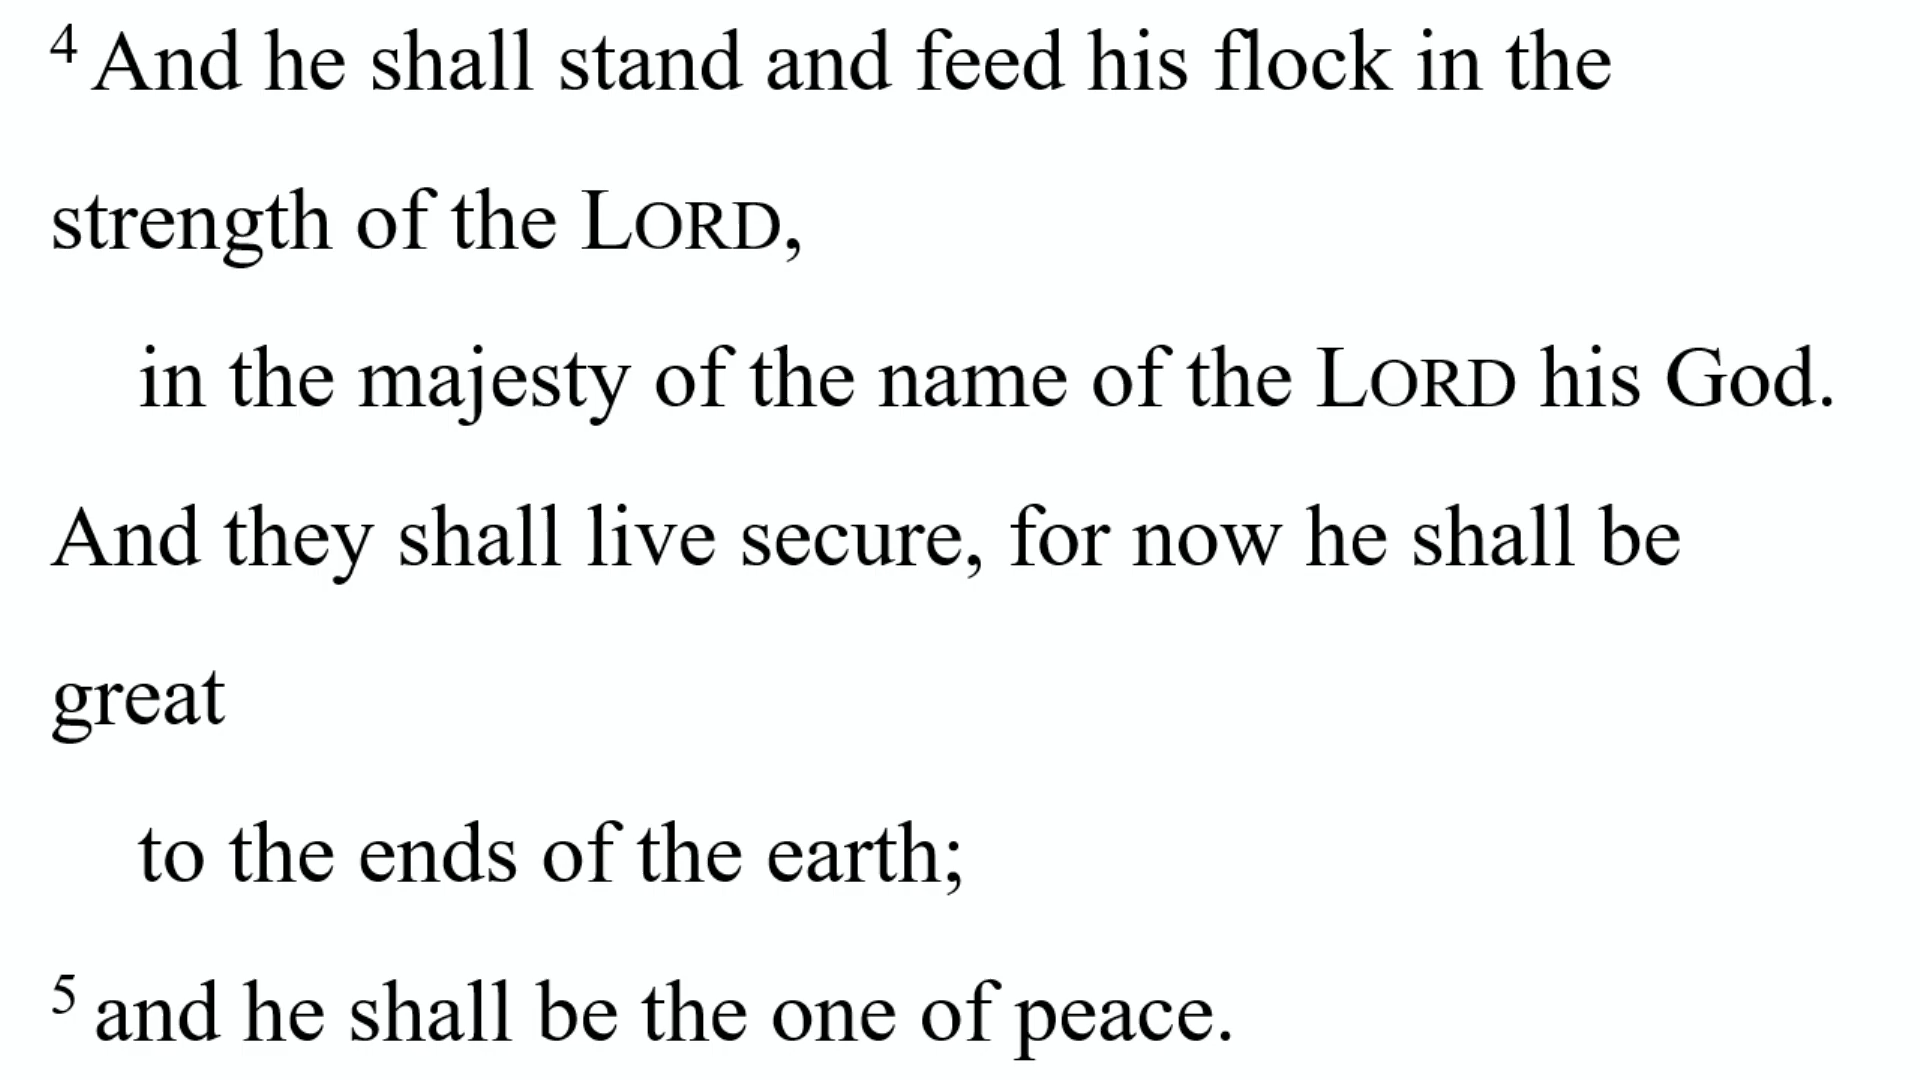 4 And he shall stand and feed his flock in the
strength of the LORD,
in the majesty of the name of the LORD his God.
And they shall live secure, for now he shall be
great
to the ends of the earth;
5 and he shall be the one of peace.